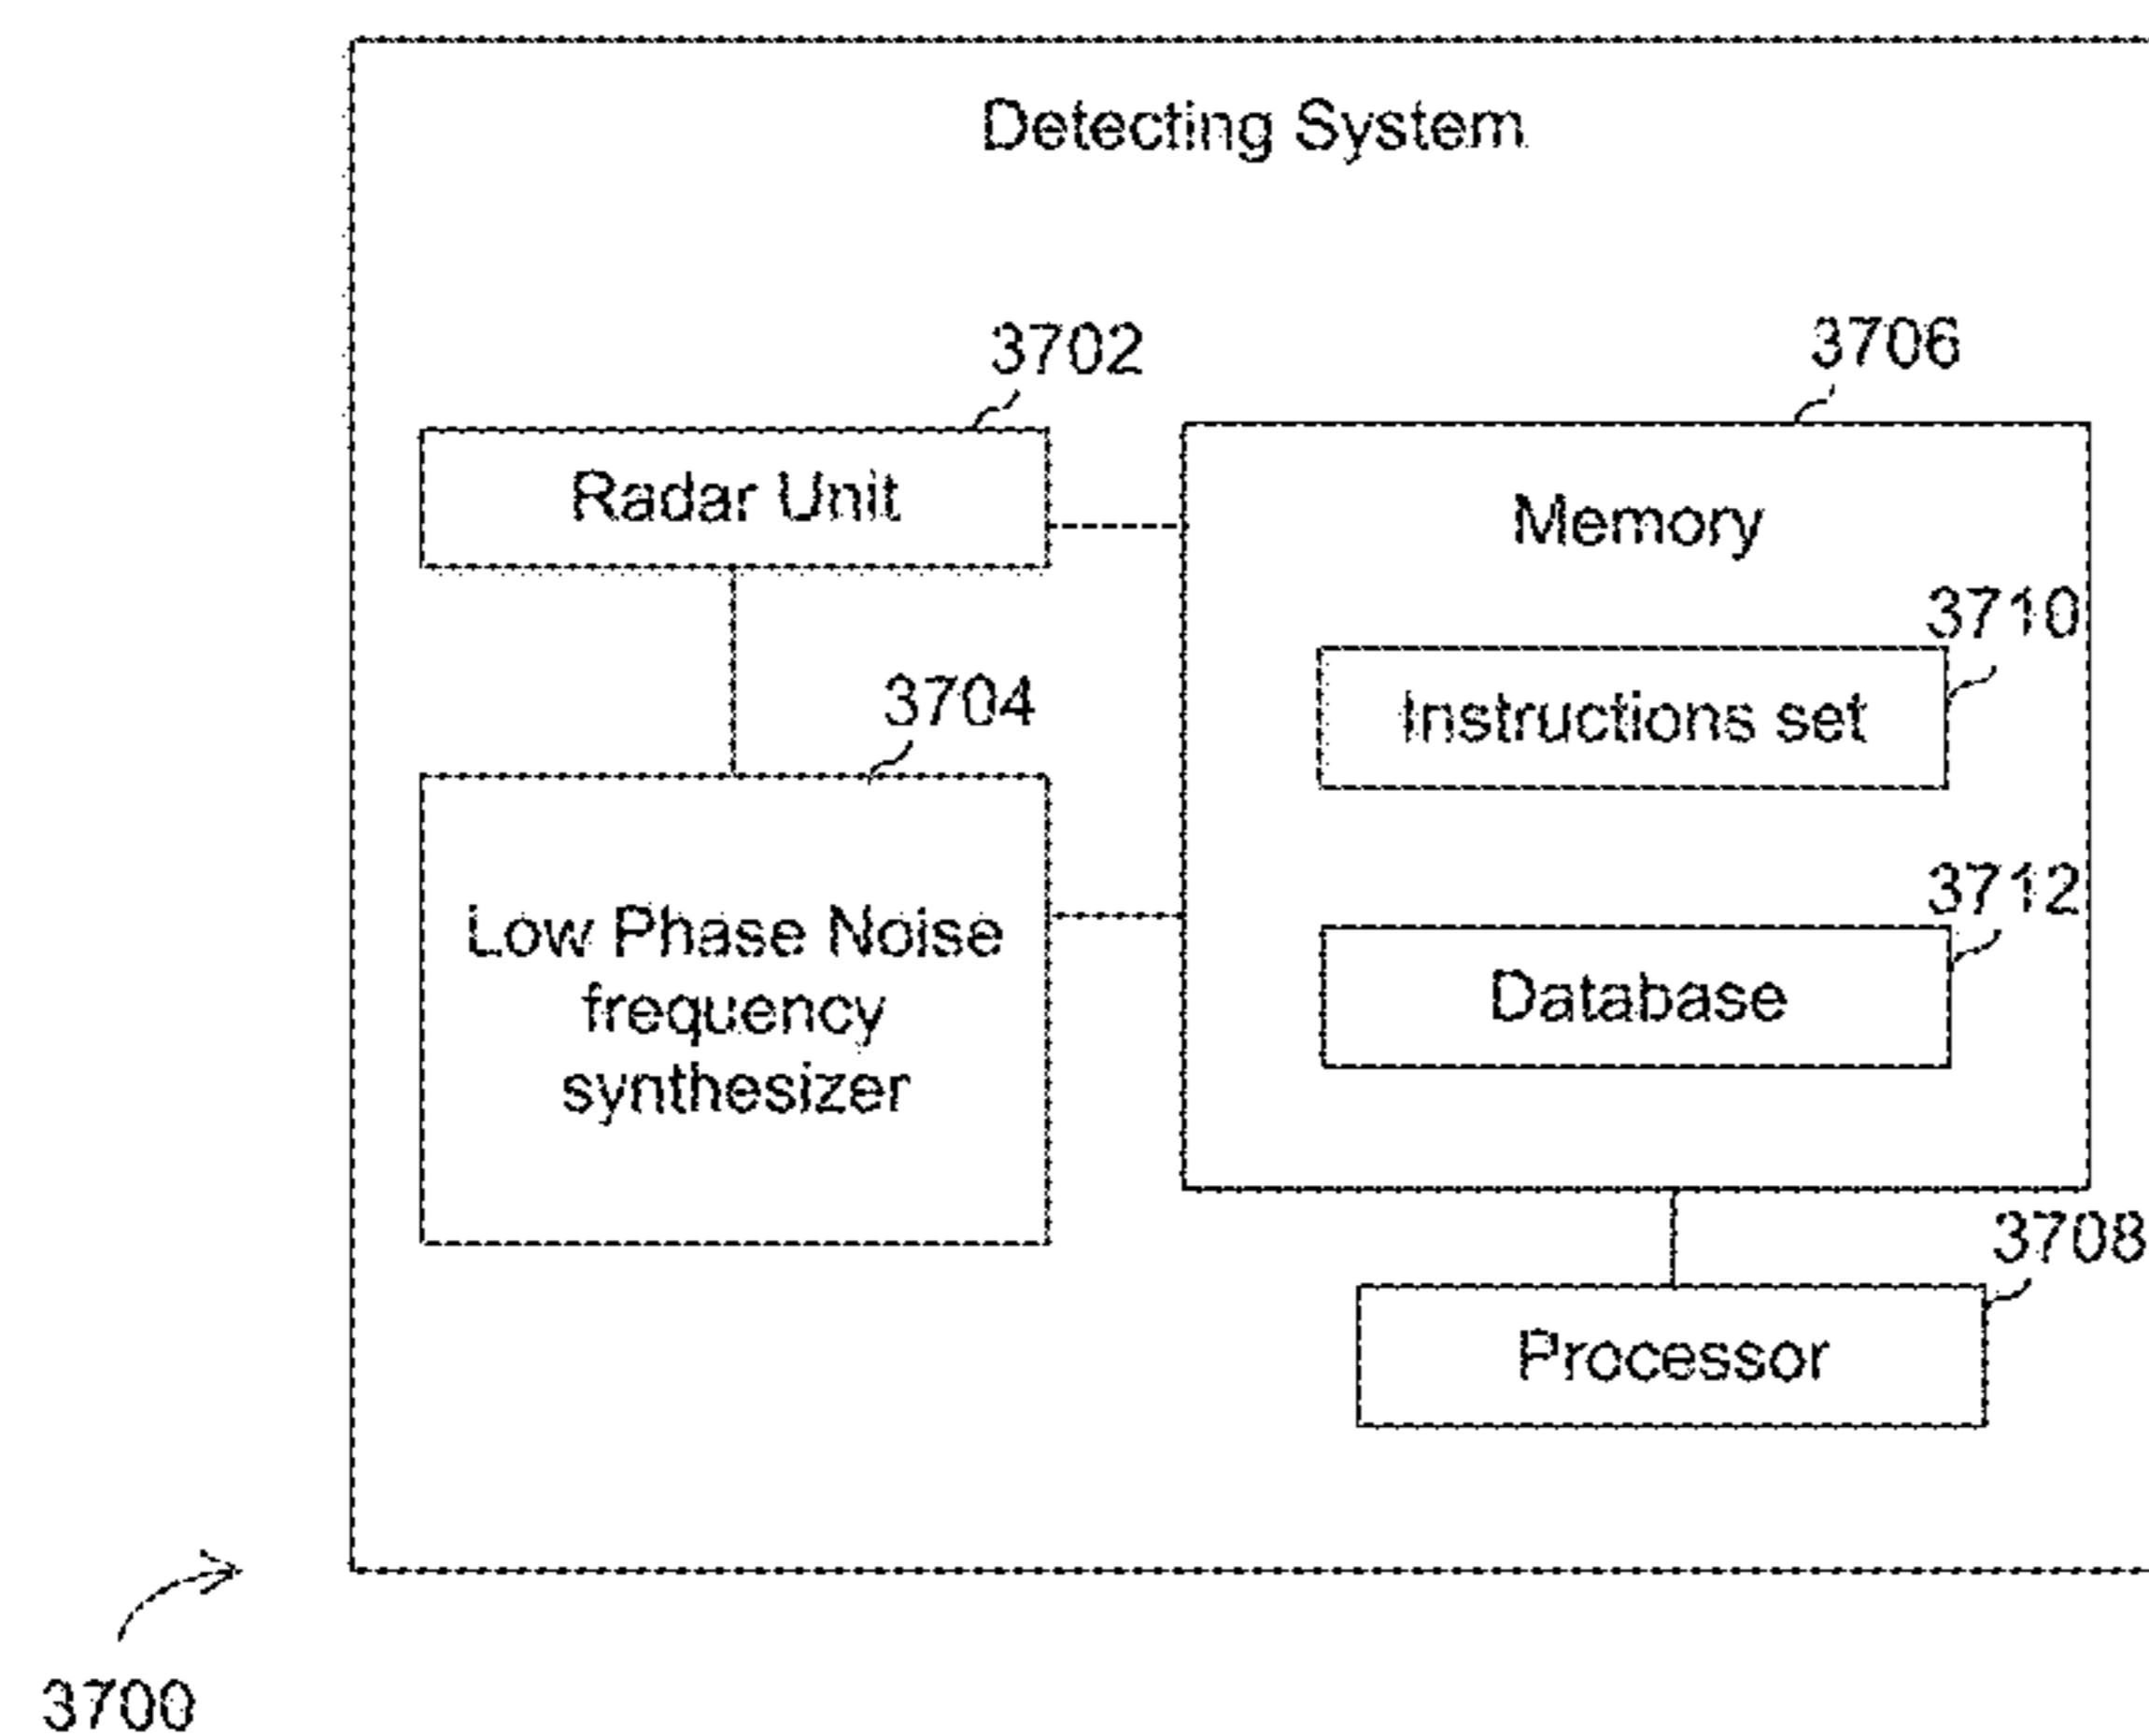 Detecting System
3702
3706
Radar Unit
Memory
3710
3704
Instructions set
3712
Low Phase Noise
frequency
synthesizer
Database
3708
Processor
3700